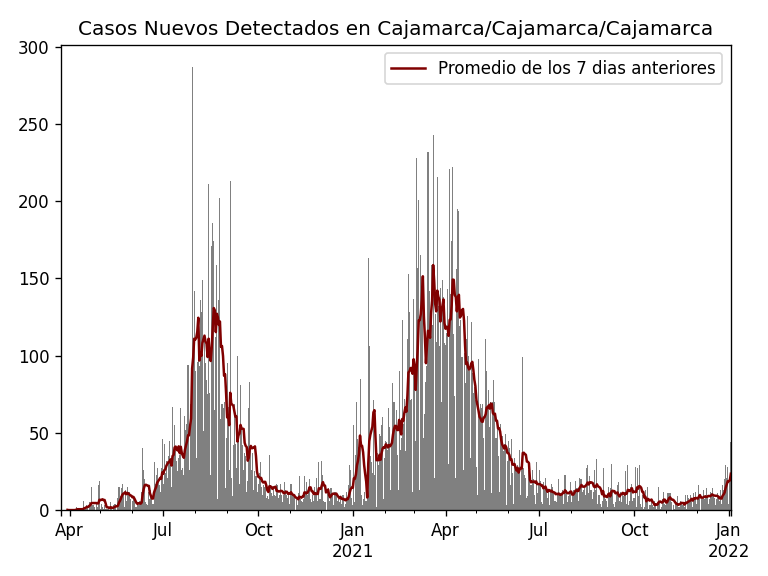 Casos Nuevos Detectados en Cajamarca/Cajamarca/Cajamarca
Promedio de los 7 dias anteriores
300
250
200
150
100
50
0
Apr Jul Oct Jan Apr Jul Oct Jan
2021 2022